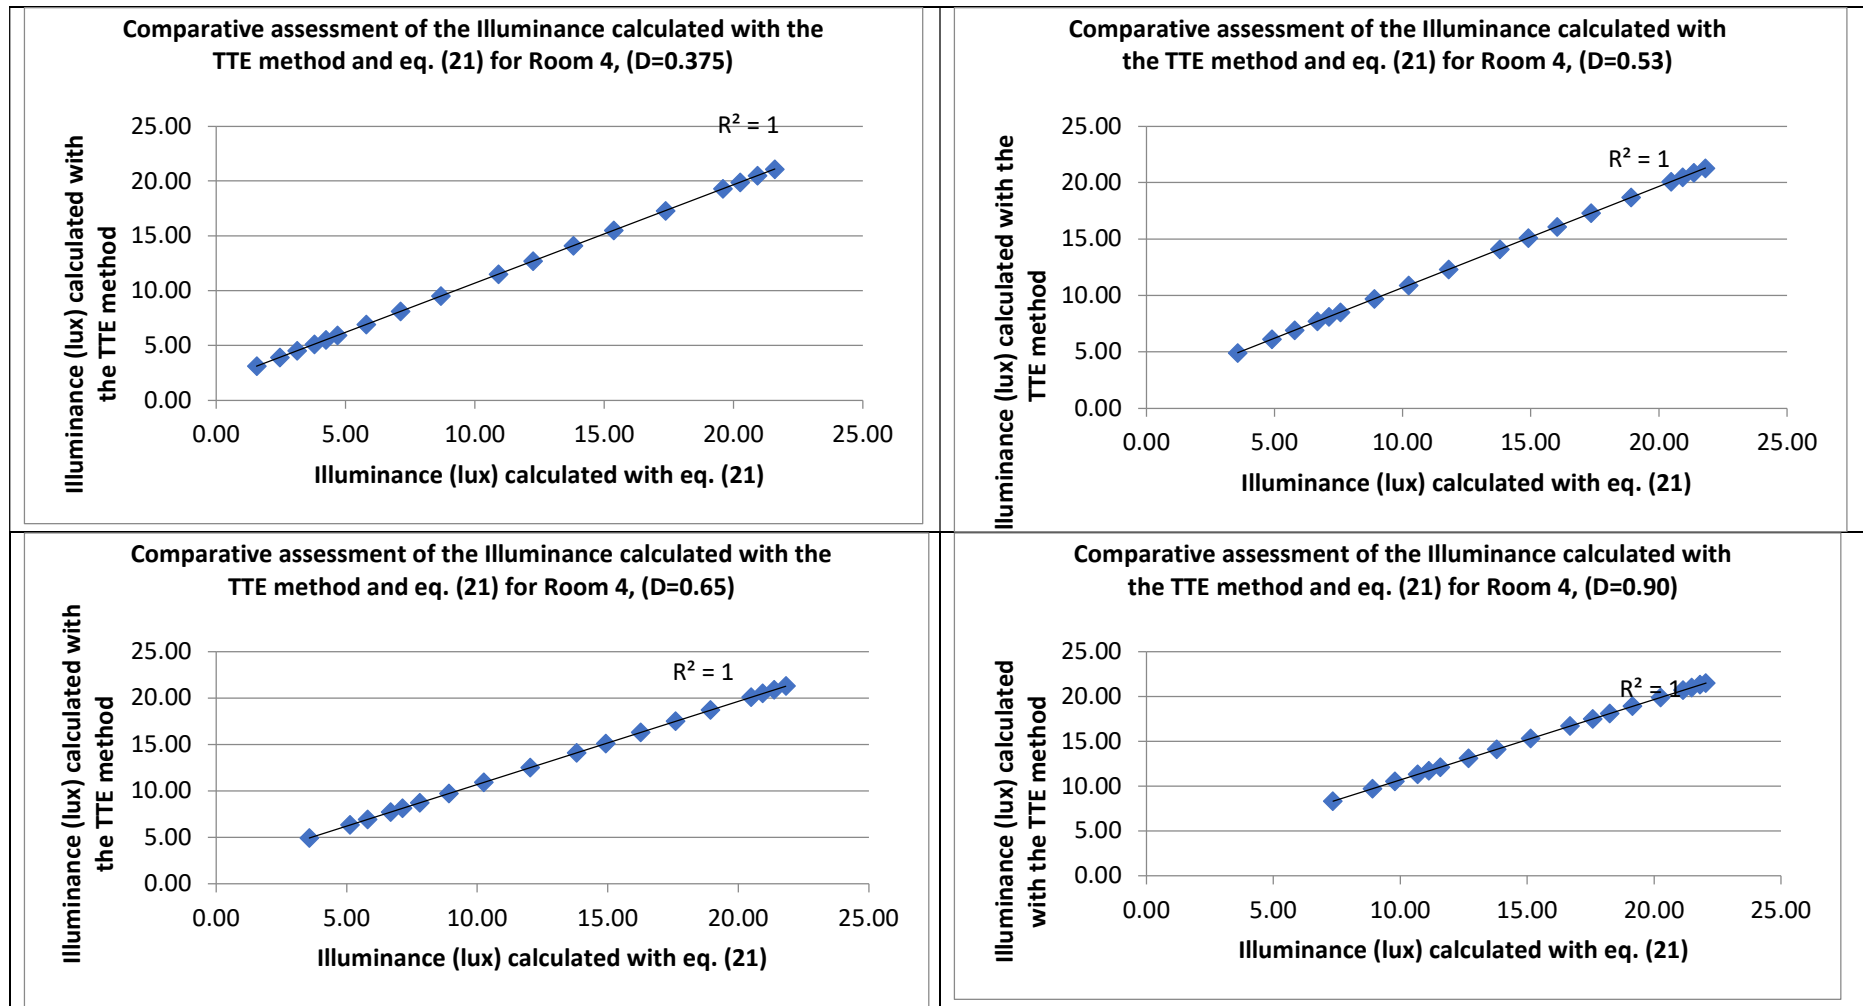 Comparative assessment of the Illuminance calculated with the
TTE method and eq. (21) for Room 4, (D=0.375)
Illuminance (lux) calculated with
the TTE method
R² = 1
25.00
20.00
15.00
10.00
5.00
0.00
0.00 5.00 10.00 15.00 20.00 25.00
Illuminance (lux) calculated with eq. (21)
Comparative assessment of the Illuminance calculated with
the TTE method and eq. (21) for Room 4, (D=0.53)
Illuminance (lux) calculated with the
TTE method
R² = 1
25.00
20.00
15.00
10.00
5.00
0.00
0.00 5.00 10.00 15.00 20.00 25.00
Illuminance (lux) calculated with eq. (21)
Comparative assessment of the Illuminance calculated with the
TTE method and eq. (21) for Room 4, (D=0.65)
Illuminance (lux) calculated with
the TTE method
R² = 1
25.00
20.00
15.00
10.00
5.00
0.00
0.00 5.00 10.00 15.00 20.00 25.00
Illuminance (lux) calculated with eq. (21)
Comparative assessment of the Illuminance calculated with
the TTE method and eq. (21) for Room 4, (D=0.90)
Illuminance (lux) calculated
with the TTE method
R² = 1
25.00
20.00
15.00
10.00
5.00
0.00
0.00 5.00 10.00 15.00 20.00 25.00
Illuminance (lux) calculated with eq. (21)